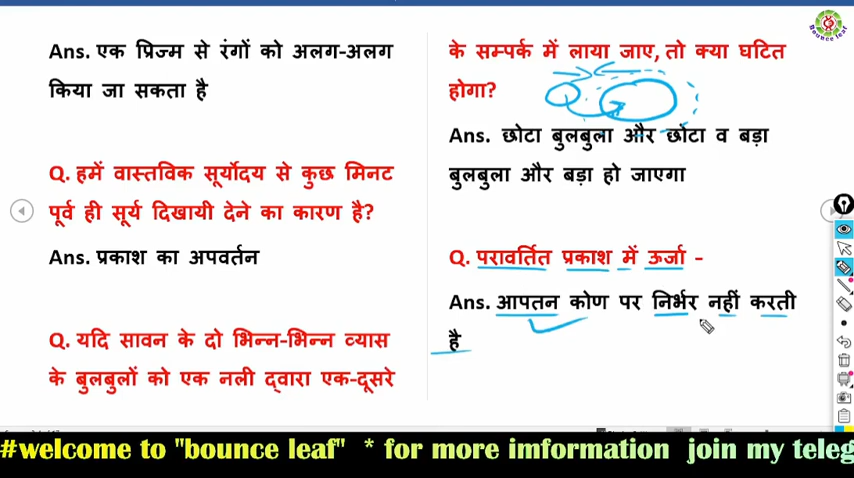 Ans. एक प्रिज्म से रंगों को अलग-अलग
किया जा सकता है
Q. हमें वास्तविक सूर्योदय से कुछ मिनट
पूर्व ही सूर्य दिखायी देने का कारण है?
Ans. प्रकाश का अपवर्तन
Q. यदि सावन के दो भिन्न-भिन्न व्यास
के बुलबुलों को एक नली द्वारा एक-दूसरे
के सम्पर्क में लाया जाए, तो क्या घटित
होगा?
Ans. छोटा बुलबुला और छोटा व बड़ा
बुलबुला और बड़ा हो जाएगा
Q. परावर्तित प्रकाश में ऊर्जा -
Ans. आपतन कोण पर निर्भर नहीं करती
है
Bounce leaf
#welcome to "bounce leaf"  * for more imformation  join my teleg